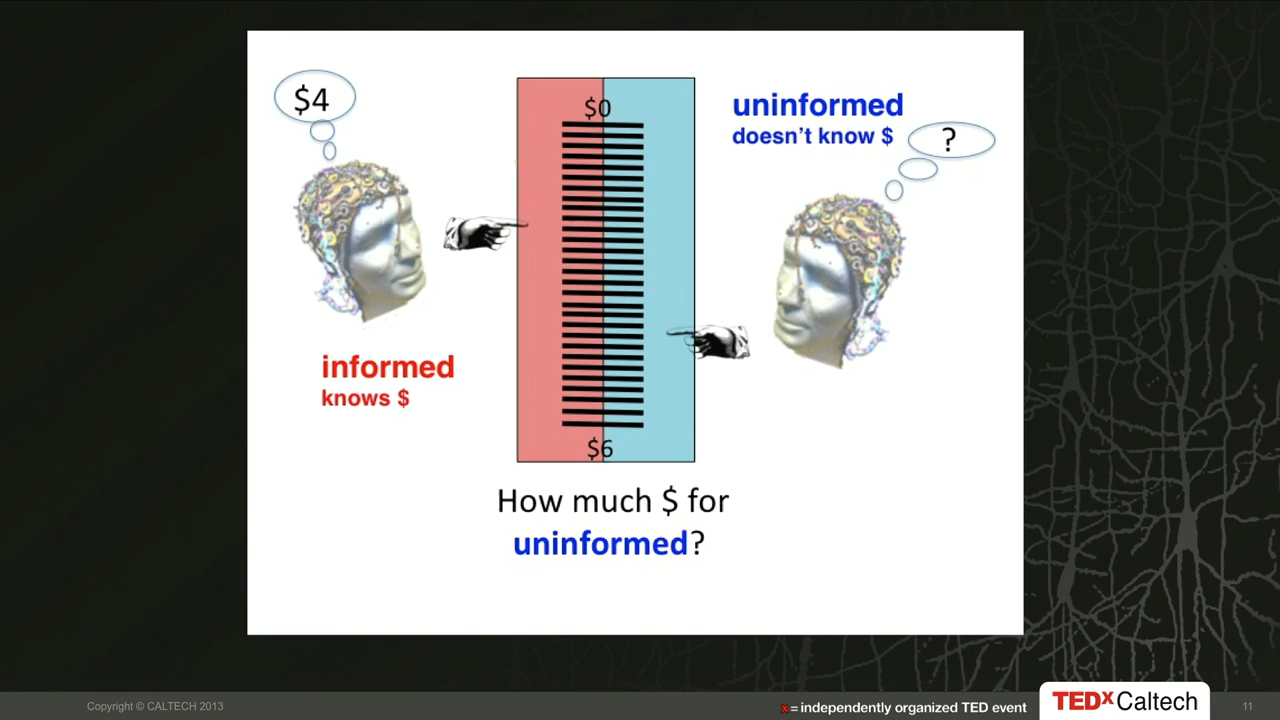 $4
$0
uninformed
doesn't know $
?
informed
knows $
$6
How much $ for
uninformed?
Copyright © CALTECH 2013
x = independently organized TED event
TEDxCaltech
11